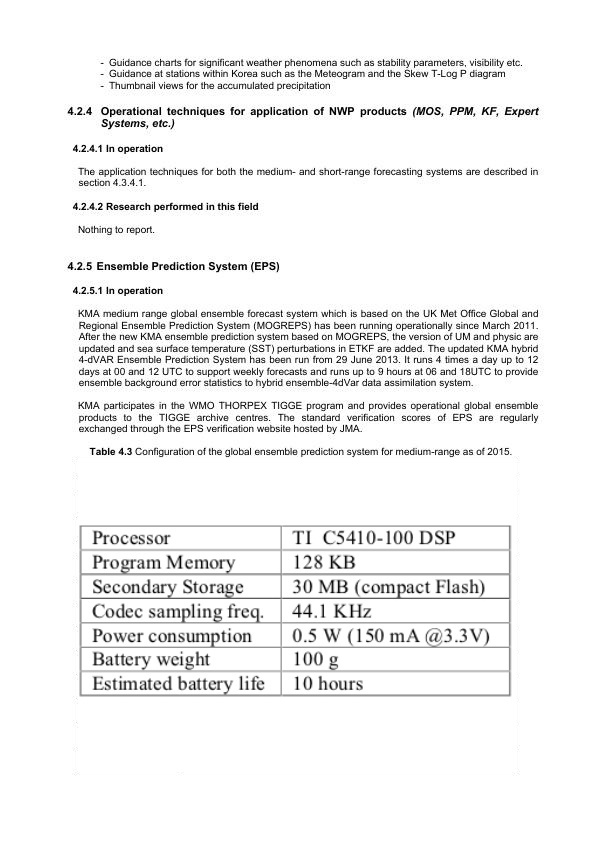 - Guidance charts for significant weather phenomena such as stability parameters, visibility etc.
- Guidance at stations within Korea such as the Meteogram and the Skew T-Log P diagram
- Thumbnail views for the accumulated precipitation
4.2.4 Operational techniques for application of NWP products (MOS, PPM, KF, Expert
Systems, etc.)
4.2.4.1 In operation
The application techniques for both the medium- and short-range forecasting systems are described in
section 4.3.4.1.
4.2.4.2 Research performed in this field
Nothing to report.
4.2.5 Ensemble Prediction System (EPS)
4.2.5.1 In operation
KMA medium range global ensemble forecast system which is based on the UK Met Office Global and
Regional Ensemble Prediction System (MOGREPS) has been running operationally since March 2011.
After the new KMA ensemble prediction system based on MOGREPS, the version of UM and physic are
updated and sea surface temperature (SST) perturbations in ETKF are added. The updated KMA hybrid
4-dVAR Ensemble Prediction System has been run from 29 June 2013. It runs 4 times a day up to 12
days at 00 and 12 UTC to support weekly forecasts and runs up to 9 hours at 06 and 18UTC to provide
ensemble background error statistics to hybrid ensemble-4dVar data assimilation system.
KMA participates in the WMO THORPEX TIGGE program and provides operational global ensemble
products to the TIGGE archive centres. The standard verification scores of EPS are regularly
exchanged through the EPS verification website hosted by JMA.
Table 4.3 Configuration of the global ensemble prediction system for medium-range as of 2015.
Processor TI C5410-100 DSP
Program Memory 128 KB
Secondary Storage 30 MB (compact Flash)
Codec sampling freq. 44.1 KHz
Power consumption 0.5 W (150 mA @3.3V)
Battery weight 100 g
Estimated battery life 10 hours